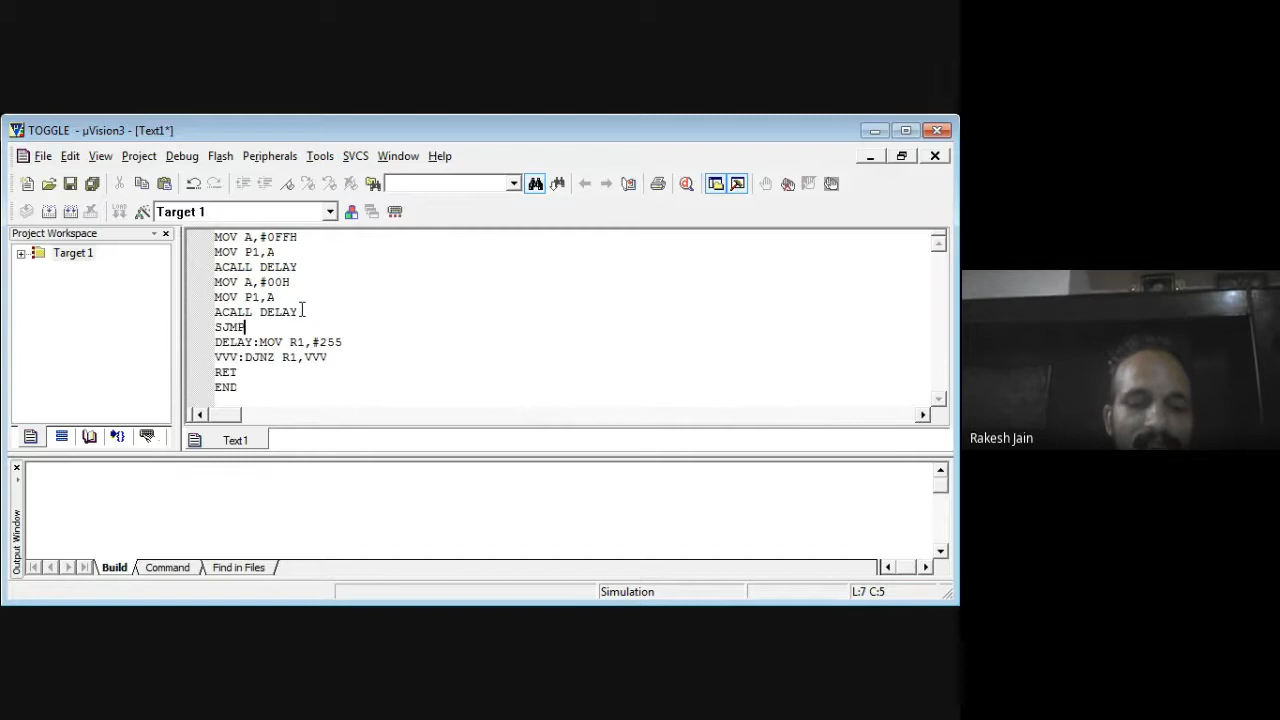 TOGGLE - µVision3 - [Text1*]
File Edit View Project Debug Flash Peripherals Tools SVCS Window Help
Target 1
Project Workspace
Target 1
MOV A,#0FFH
MOV P1,A
ACALL DELAY
MOV A,#00H
MOV P1,A
ACALL DELAY
SJMP
DELAY:MOV R1,#255
VVV:DJNZ R1,VVV
RET
END
Text1
Rakesh Jain
Output Window
Build Command Find in Files
Simulation L:7 C:5